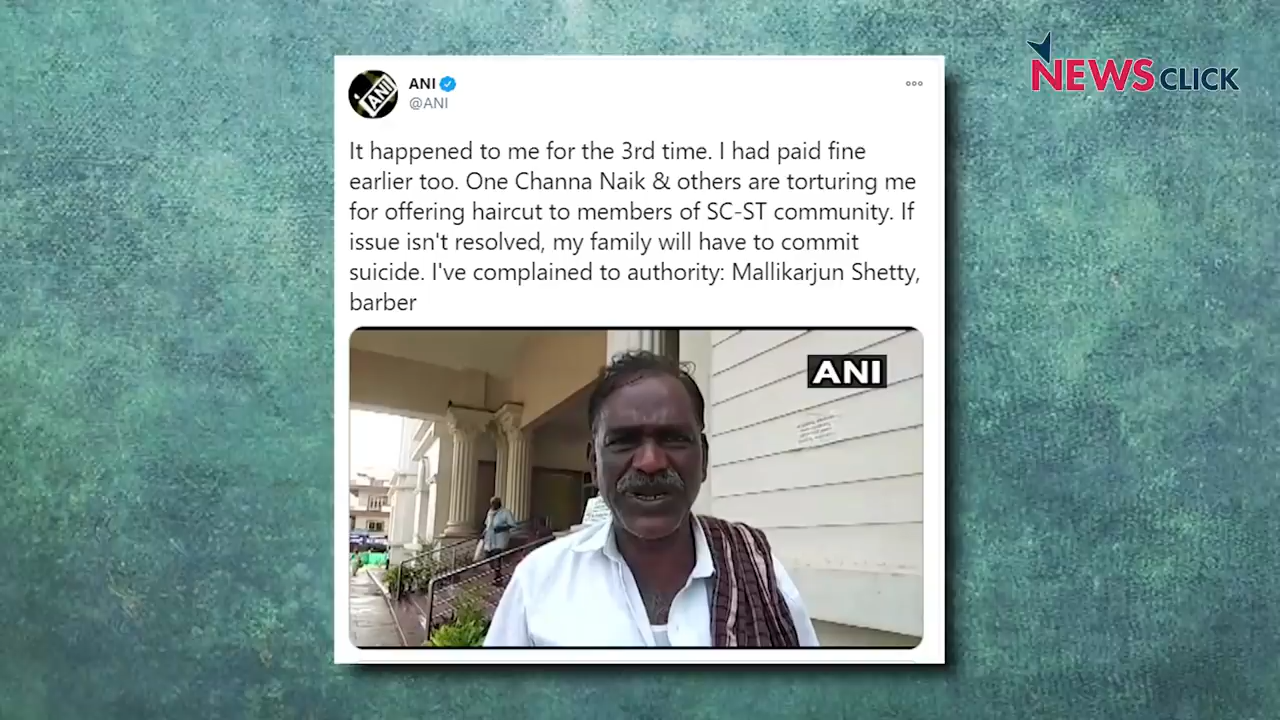 NEWSCLICK
ANI
ANI
@ANI
It happened to me for the 3rd time. I had paid fine
earlier too. One Channa Naik & others are torturing me
for offering haircut to members of SC-ST community. If
issue isn't resolved, my family will have to commit
suicide. I've complained to authority: Mallikarjun Shetty,
barber
ANI